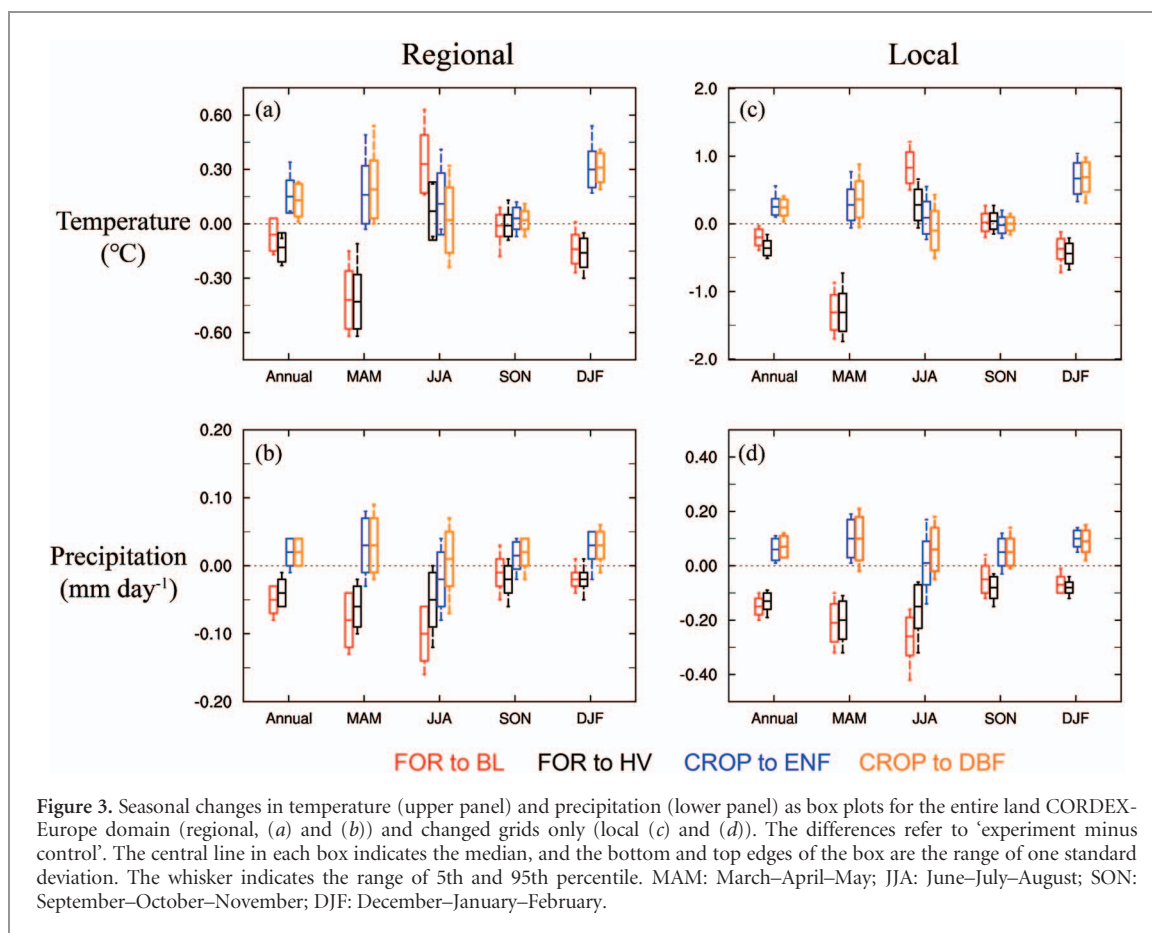 Regional
Local
Temperature
(°C)
(a)
0.60
0.30
0.00
-0.30
-0.60
Annual MAM JJA SON DJF
(c)
2.0
1.0
0.0
-1.0
-2.0
Annual MAM JJA SON DJF
Precipitation
(mm day⁻¹)
(b)
0.20
0.10
0.00
-0.10
-0.20
Annual MAM JJA SON DJF
(d)
0.40
0.20
0.00
-0.20
-0.40
Annual MAM JJA SON DJF
FOR to BL FOR to HV CROP to ENF CROP to DBF
Figure 3. Seasonal changes in temperature (upper panel) and precipitation (lower panel) as box plots for the entire land CORDEX-
Europe domain (regional, (a) and (b)) and changed grids only (local (c) and (d)). The differences refer to ‘experiment minus
control’. The central line in each box indicates the median, and the bottom and top edges of the box are the range of one standard
deviation. The whisker indicates the range of 5th and 95th percentile. MAM: March–April–May; JJA: June–July–August; SON:
September–October–November; DJF: December–January–February.